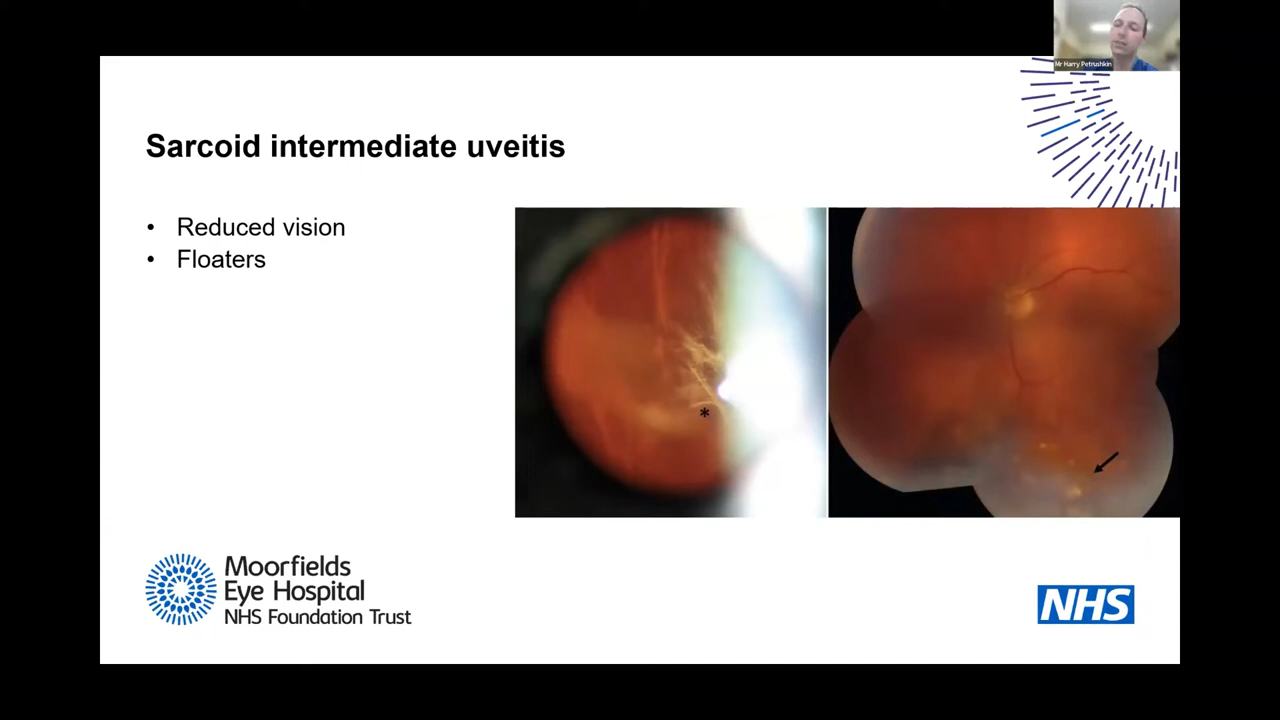 Mr Harry Petrushkin
Sarcoid intermediate uveitis
• Reduced vision
• Floaters
*
Moorfields
Eye Hospital
NHS Foundation Trust
NHS